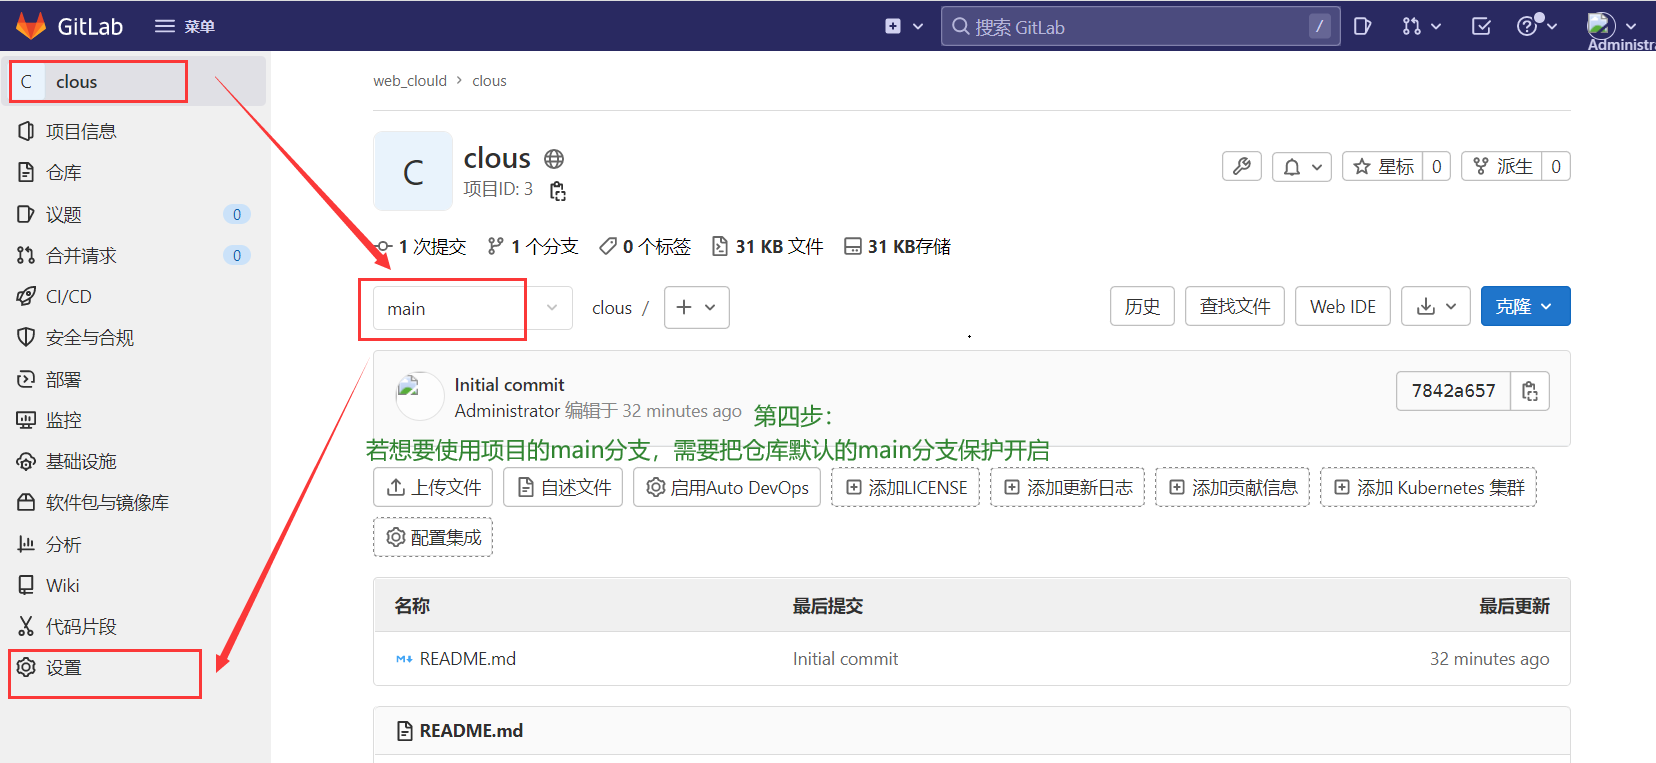 GitLab 菜单 搜索 GitLab /
Administr
C clous
项目信息
仓库
议题 0
合并请求 0
CI/CD
安全与合规
部署
监控
基础设施
软件包与镜像库
分析
Wiki
代码片段
设置
web_clould > clous
C
clous
项目ID: 3
星标 0 派生 0
1 次提交 1 个分支 0 个标签 31 KB 文件 31 KB存储
main clous / + 历史 查找文件 Web IDE 克隆
Initial commit
Administrator 编辑于 32 minutes ago
7842a657
第四步：
若想要使用项目的main分支，需要把仓库默认的main分支保护开启
上传文件 自述文件 启用Auto DevOps 添加LICENSE 添加更新日志 添加贡献信息 添加 Kubernetes 集群
配置集成
名称 最后提交 最后更新
README.md Initial commit 32 minutes ago
README.md